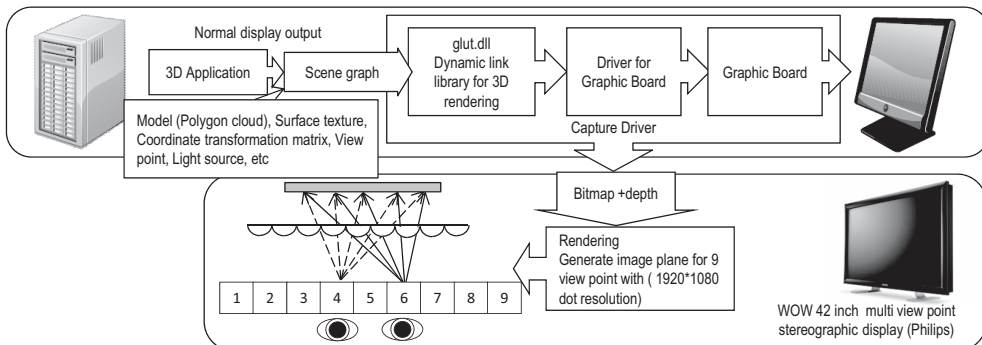 Normal display output
3D Application
Scene graph
glut.dll
Dynamic link
library for 3D
rendering
Driver for
Graphic Board
Graphic Board
Model (Polygon cloud), Surface texture,
Coordinate transformation matrix, View
point, Light source, etc
Capture Driver
Bitmap +depth
Rendering
Generate image plane for 9
view point with ( 1920*1080
dot resolution)
1 2 3 4 5 6 7 8 9
WOW 42 inch multi view point
stereographic display (Philips)